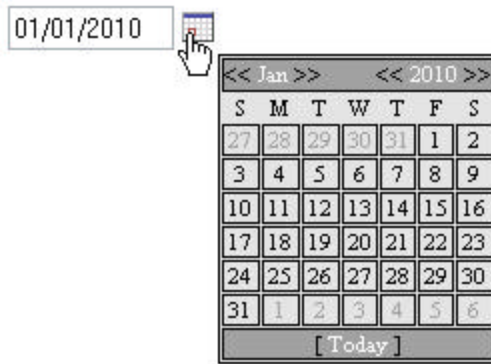 01/01/2010
<< Jan >> << 2010 >>
S M T W T F S
27 28 29 30 31 1 2
3 4 5 6 7 8 9
10 11 12 13 14 15 16
17 18 19 20 21 22 23
24 25 26 27 28 29 30
31 1 2 3 4 5 6
[ Today ]